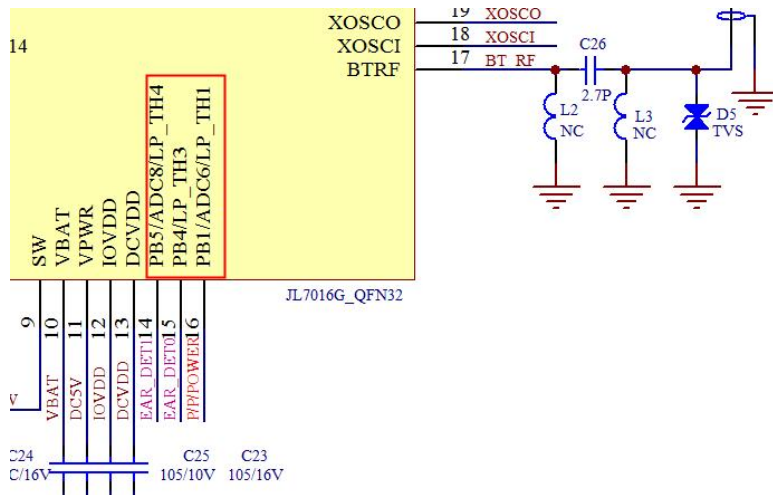 19 XOSCO
XOSCO
18 XOSCI
XOSCI
17 BT_RF
BTRF
14
C26
2.7P
L2
NC
L3
NC
D5
TVS
SW
VBAT
VPWR
IOVDD
DCVDD
PB5/ADC8/LP_TH4
PB4/LP_TH3
PB1/ADC6/LP_TH1
JL7016G_QFN32
9
10
11
12
13
14
15
16
V
VBAT
DC5V
IOVDD
DCVDD
EAR_DET1
EAR_DET0
P/P/POWER
C24
C/16V
C25
105/10V
C23
105/16V